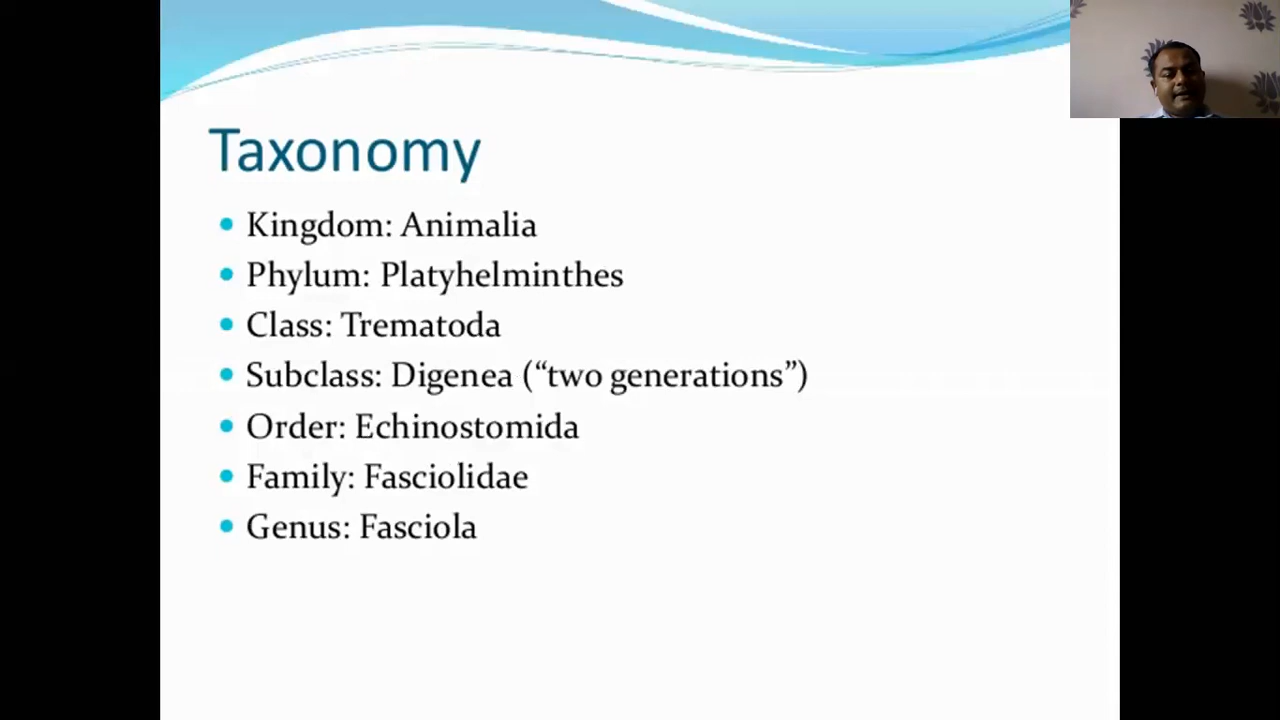 Taxonomy
• Kingdom: Animalia
• Phylum: Platyhelminthes
• Class: Trematoda
• Subclass: Digenea (“two generations”)
• Order: Echinostomida
• Family: Fasciolidae
• Genus: Fasciola